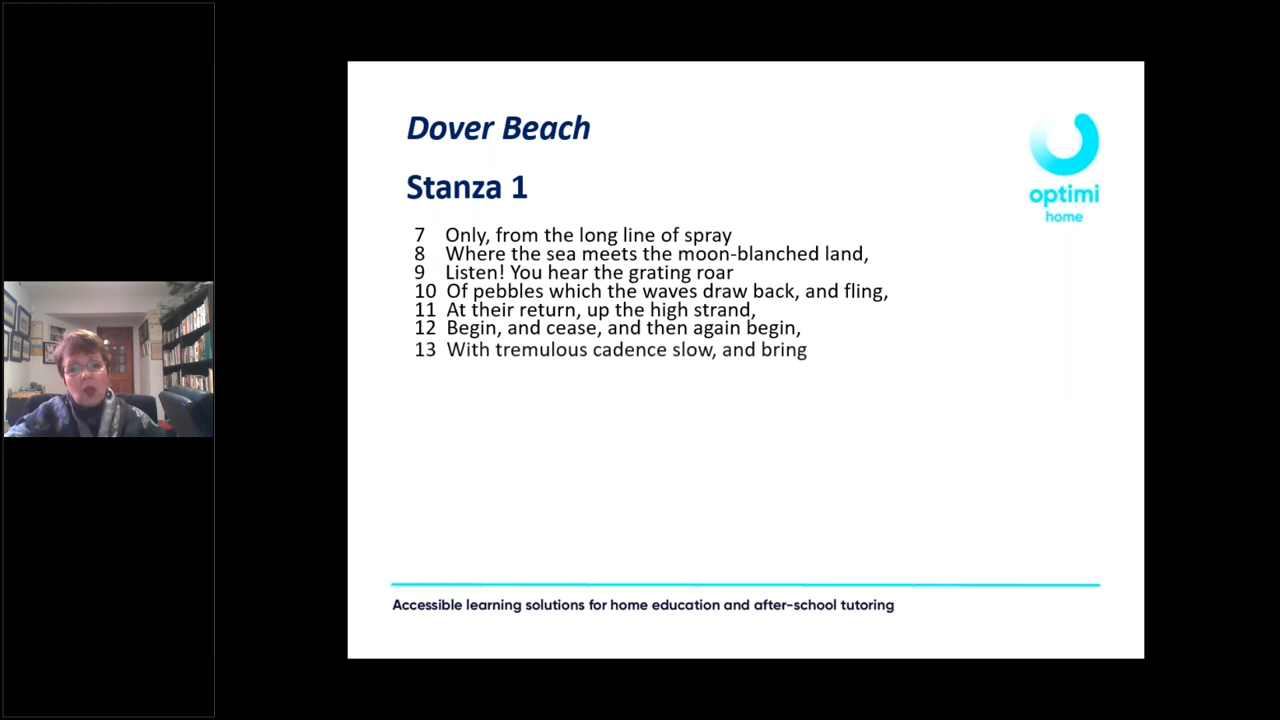 Dover Beach
Stanza 1
optimi
home
7 Only, from the long line of spray
8 Where the sea meets the moon-blanched land,
9 Listen! You hear the grating roar
10 Of pebbles which the waves draw back, and fling,
11 At their return, up the high strand,
12 Begin, and cease, and then again begin,
13 With tremulous cadence slow, and bring
Accessible learning solutions for home education and after-school tutoring